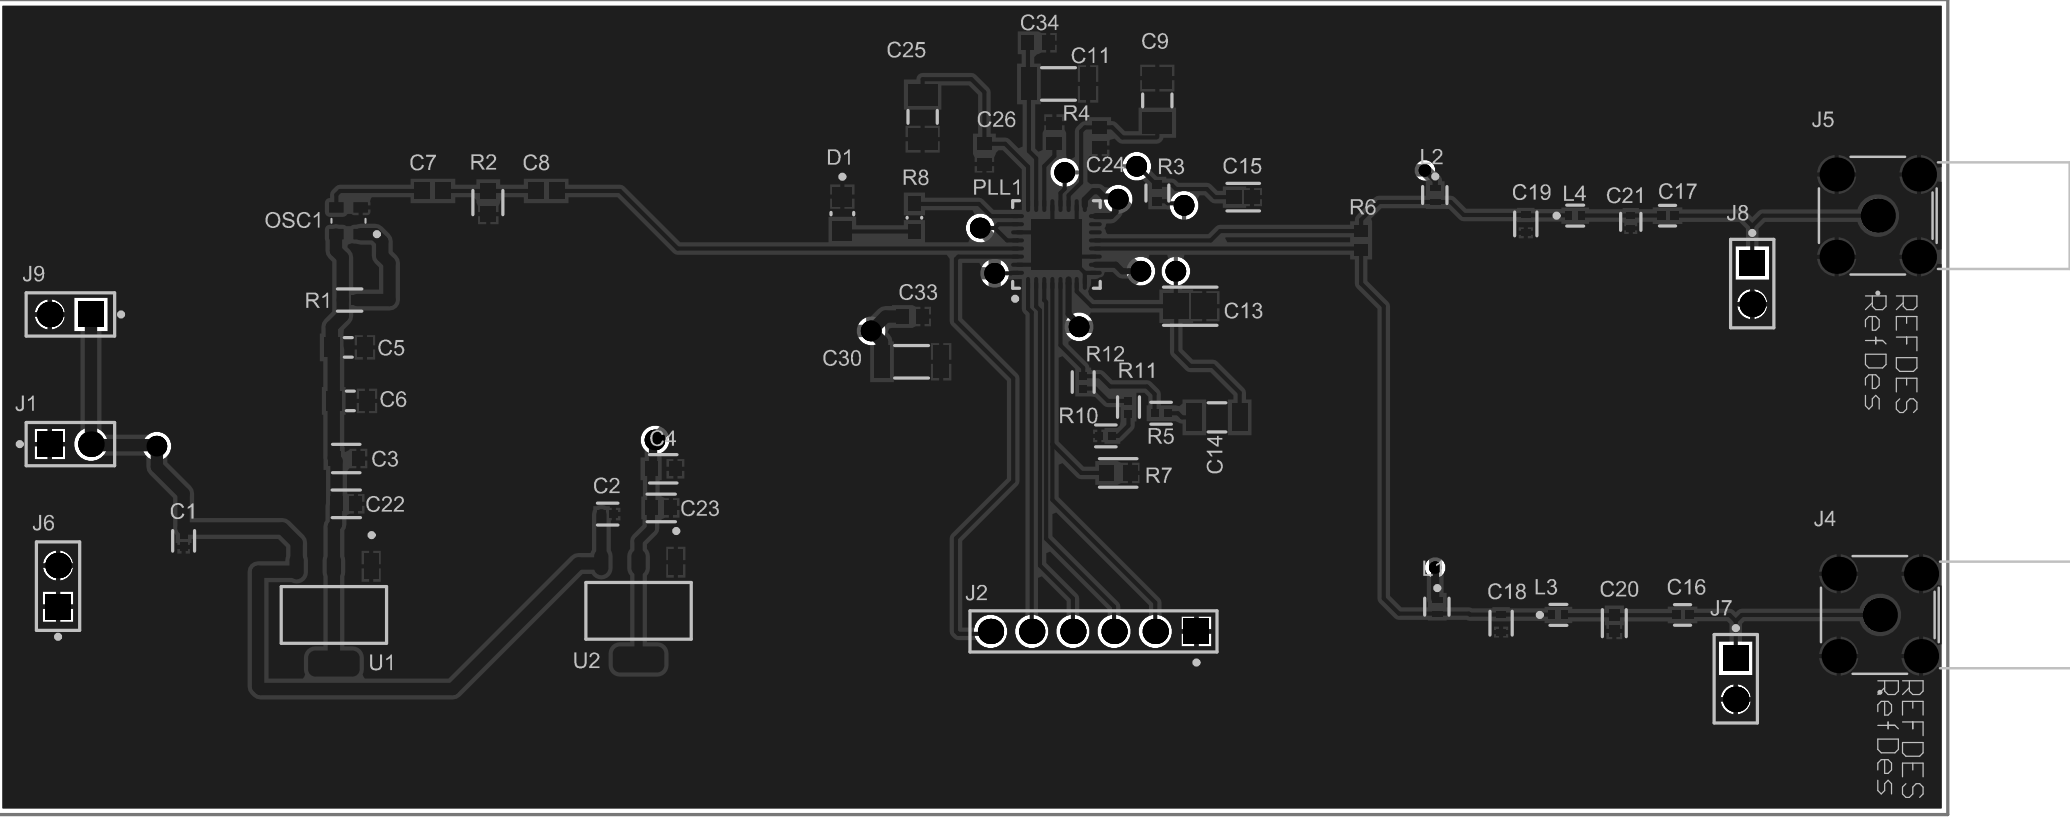 C34
C25
C11
C9
C26
R4
J5
D1
C7
R2
C8
R8
PLL1
C24
R3
C15
L2
C19
L4
C21
C17
OSC1
R6
J8
J9
R1
C33
C13
REFDES
RefDes
C5
C30
R12
R11
C6
J1
R10
R5
C14
C4
C3
R7
C2
C22
C23
C1
J6
J4
L1
J2
C18
L3
C20
C16
J7
U1
U2
REFDES
RefDes